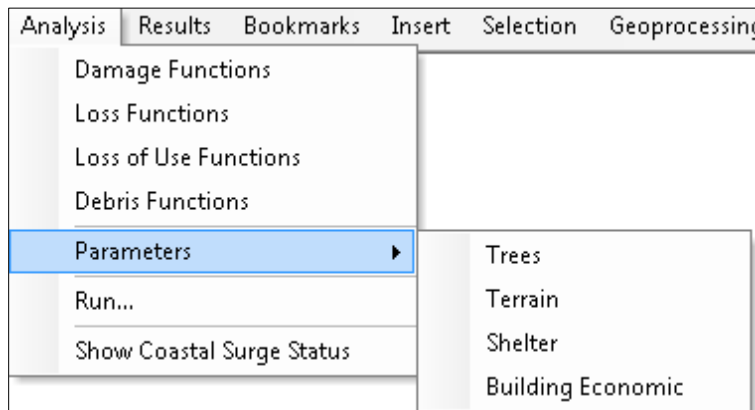 Analysis Results Bookmarks Insert Selection Geoprocessing
Damage Functions
Loss Functions
Loss of Use Functions
Debris Functions
Parameters
Trees
Run...
Terrain
Show Coastal Surge Status
Shelter
Building Economic